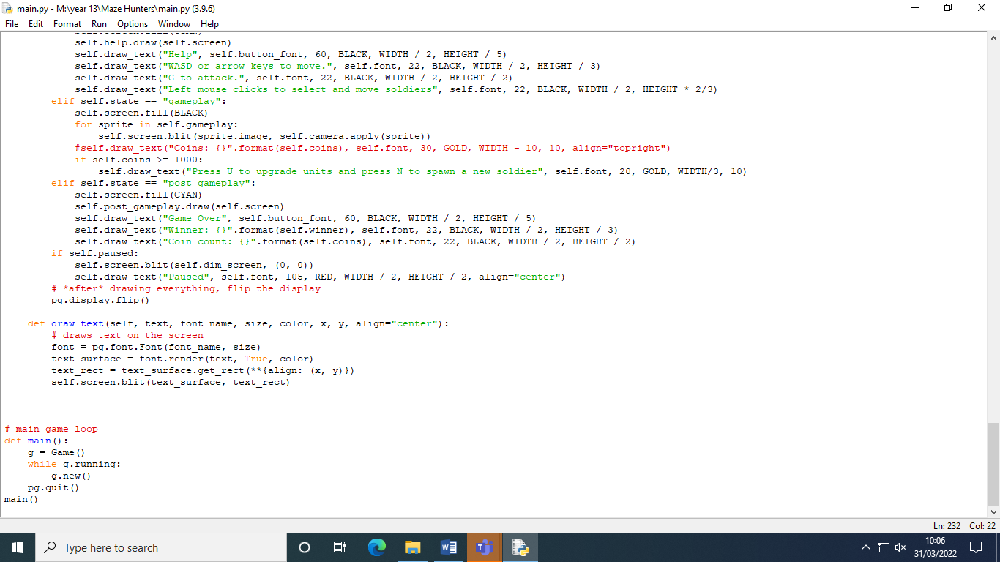 main.py - M:\year 13\Maze Hunters\main.py (3.9.6)
File Edit Format Run Options Window Help
self.help.draw(self.screen)
self.draw_text("Help", self.button_font, 60, BLACK, WIDTH / 2, HEIGHT / 5)
self.draw_text("WASD or arrow keys to move.", self.font, 22, BLACK, WIDTH / 2, HEIGHT / 3)
self.draw_text("G to attack.", self.font, 22, BLACK, WIDTH / 2, HEIGHT / 2)
self.draw_text("Left mouse clicks to select and move soldiers", self.font, 22, BLACK, WIDTH / 2, HEIGHT * 2/3)
elif self.state == "gameplay":
self.screen.fill(BLACK)
for sprite in self.gameplay:
self.screen.blit(sprite.image, self.camera.apply(sprite))
#self.draw_text("Coins: {}".format(self.coins), self.font, 30, GOLD, WIDTH - 10, 10, align="topright")
if self.coins >= 1000:
self.draw_text("Press U to upgrade units and press N to spawn a new soldier", self.font, 20, GOLD, WIDTH/3, 10)
elif self.state == "post gameplay":
self.screen.fill(CYAN)
self.post_gameplay.draw(self.screen)
self.draw_text("Game Over", self.button_font, 60, BLACK, WIDTH / 2, HEIGHT / 5)
self.draw_text("Winner: {}".format(self.winner), self.font, 22, BLACK, WIDTH / 2, HEIGHT / 3)
self.draw_text("Coin count: {}".format(self.coins), self.font, 22, BLACK, WIDTH / 2, HEIGHT / 2)
if self.paused:
self.screen.blit(self.dim_screen, (0, 0))
self.draw_text("Paused", self.font, 105, RED, WIDTH / 2, HEIGHT / 2, align="center")
# *after* drawing everything, flip the display
pg.display.flip()
def draw_text(self, text, font_name, size, color, x, y, align="center"):
# draws text on the screen
font = pg.font.Font(font_name, size)
text_surface = font.render(text, True, color)
text_rect = text_surface.get_rect(**{align: (x, y)})
self.screen.blit(text_surface, text_rect)
# main game loop
def main():
g = Game()
while g.running:
g.new()
pg.quit()
main()
Ln: 232 Col: 22
Type here to search
10:06
31/03/2022